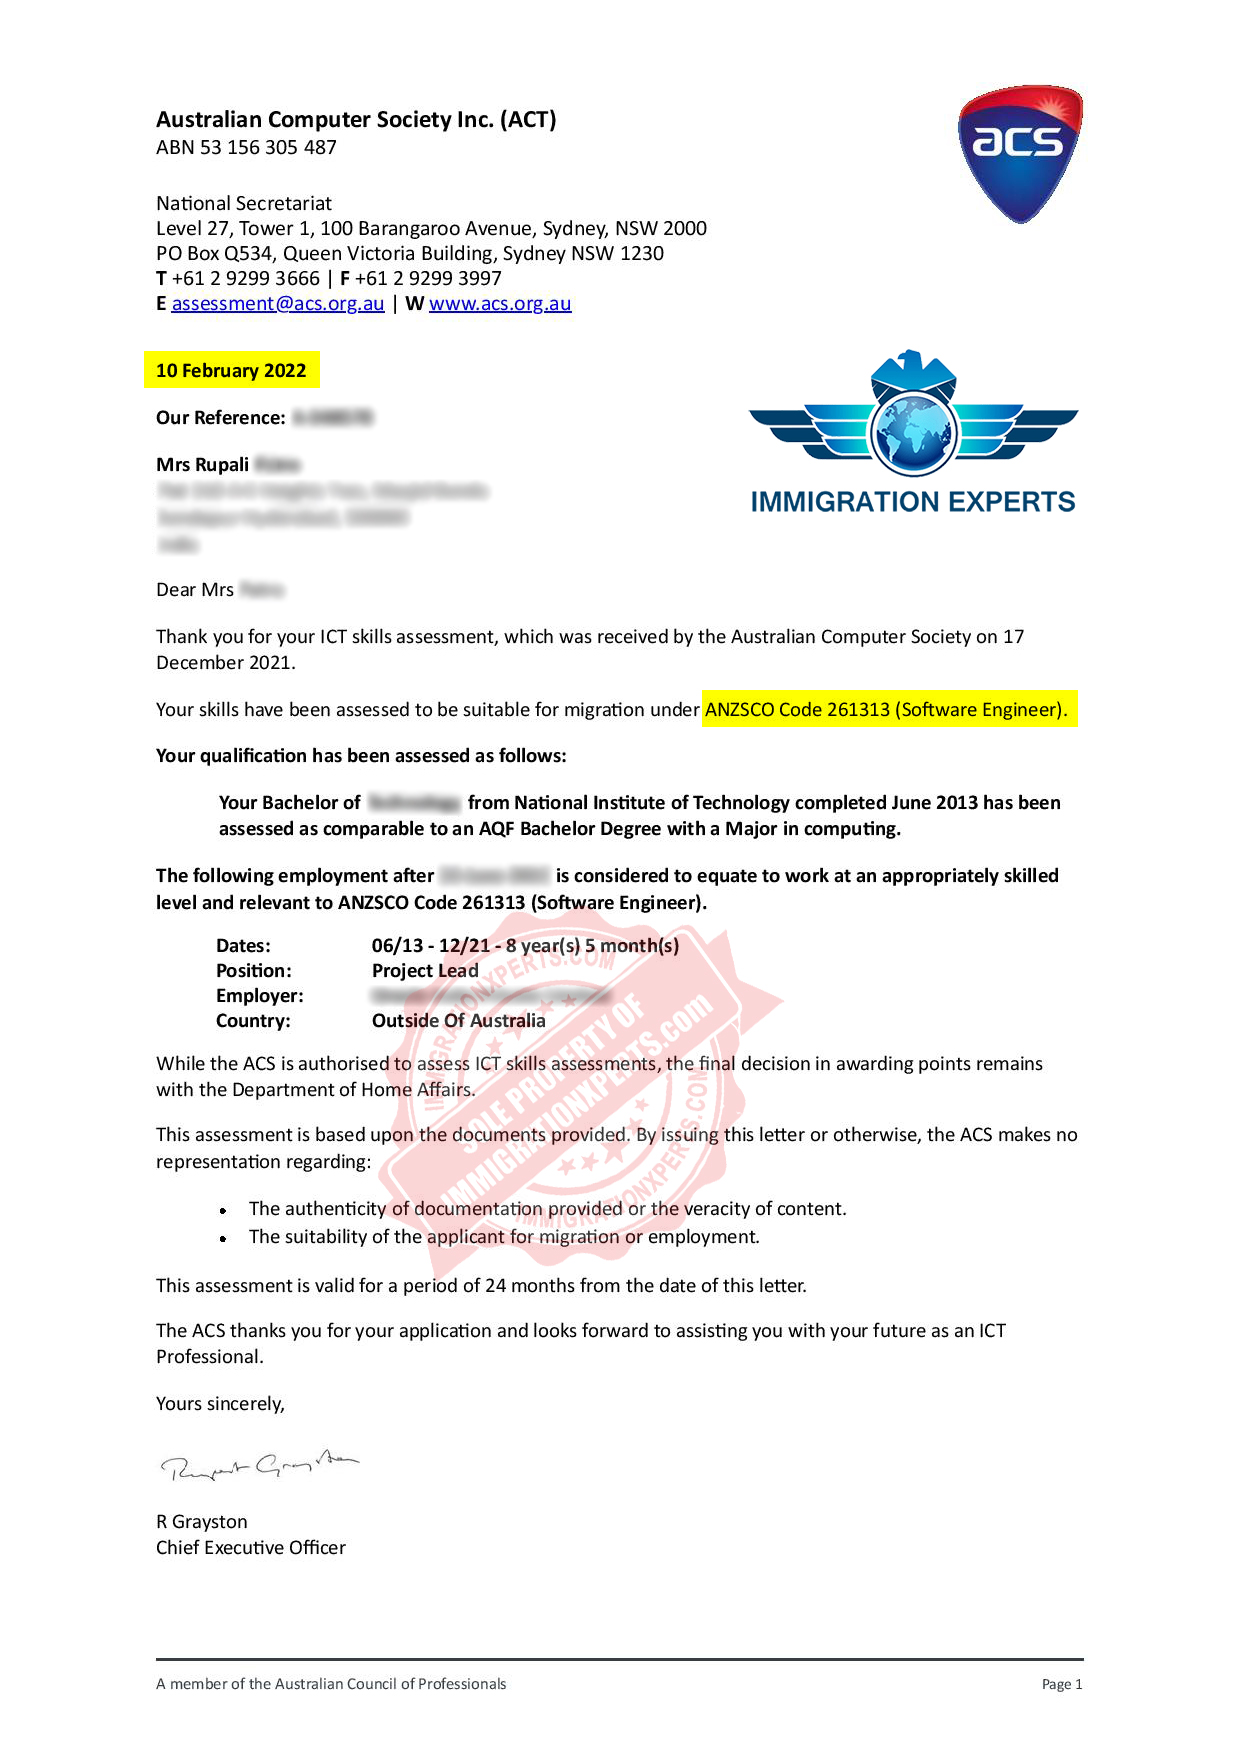 Australian Computer Society Inc. (ACT)
ABN 53 156 305 487
acs
National Secretariat
Level 27, Tower 1, 100 Barangaroo Avenue, Sydney, NSW 2000
PO Box Q534, Queen Victoria Building, Sydney NSW 1230
T +61 2 9299 3666 | F +61 2 9299 3997
E assessment@acs.org.au | W www.acs.org.au
10 February 2022
Our Reference:
IMMIGRATION EXPERTS
Mrs Rupali
Dear Mrs
Thank you for your ICT skills assessment, which was received by the Australian Computer Society on 17
December 2021.
Your skills have been assessed to be suitable for migration under ANZSCO Code 261313 (Software Engineer).
Your qualification has been assessed as follows:
Your Bachelor of from National Institute of Technology completed June 2013 has been
assessed as comparable to an AQF Bachelor Degree with a Major in computing.
The following employment after is considered to equate to work at an appropriately skilled
level and relevant to ANZSCO Code 261313 (Software Engineer).
Dates: 06/13 - 12/21 - 8 year(s) 5 month(s)
Position: Project Lead
Employer:
Country: Outside Of Australia
IMMIGRATIONXPERTS.COM
SOLE PROPERTY OF
IMMIGRATIONXPERTS.com
IMMIGRATIONXPERTS.COM
While the ACS is authorised to assess ICT skills assessments, the final decision in awarding points remains
with the Department of Home Affairs.
This assessment is based upon the documents provided. By issuing this letter or otherwise, the ACS makes no
representation regarding:
• The authenticity of documentation provided or the veracity of content.
• The suitability of the applicant for migration or employment.
This assessment is valid for a period of 24 months from the date of this letter.
The ACS thanks you for your application and looks forward to assisting you with your future as an ICT
Professional.
Yours sincerely,
Rupert Grayston
R Grayston
Chief Executive Officer
A member of the Australian Council of Professionals
Page 1